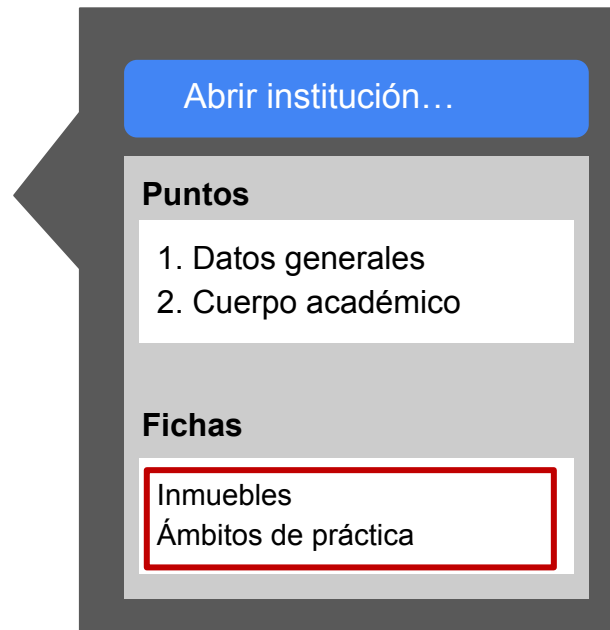 Abrir institución…
Puntos
1. Datos generales
2. Cuerpo académico
Fichas
Inmuebles
Ámbitos de práctica